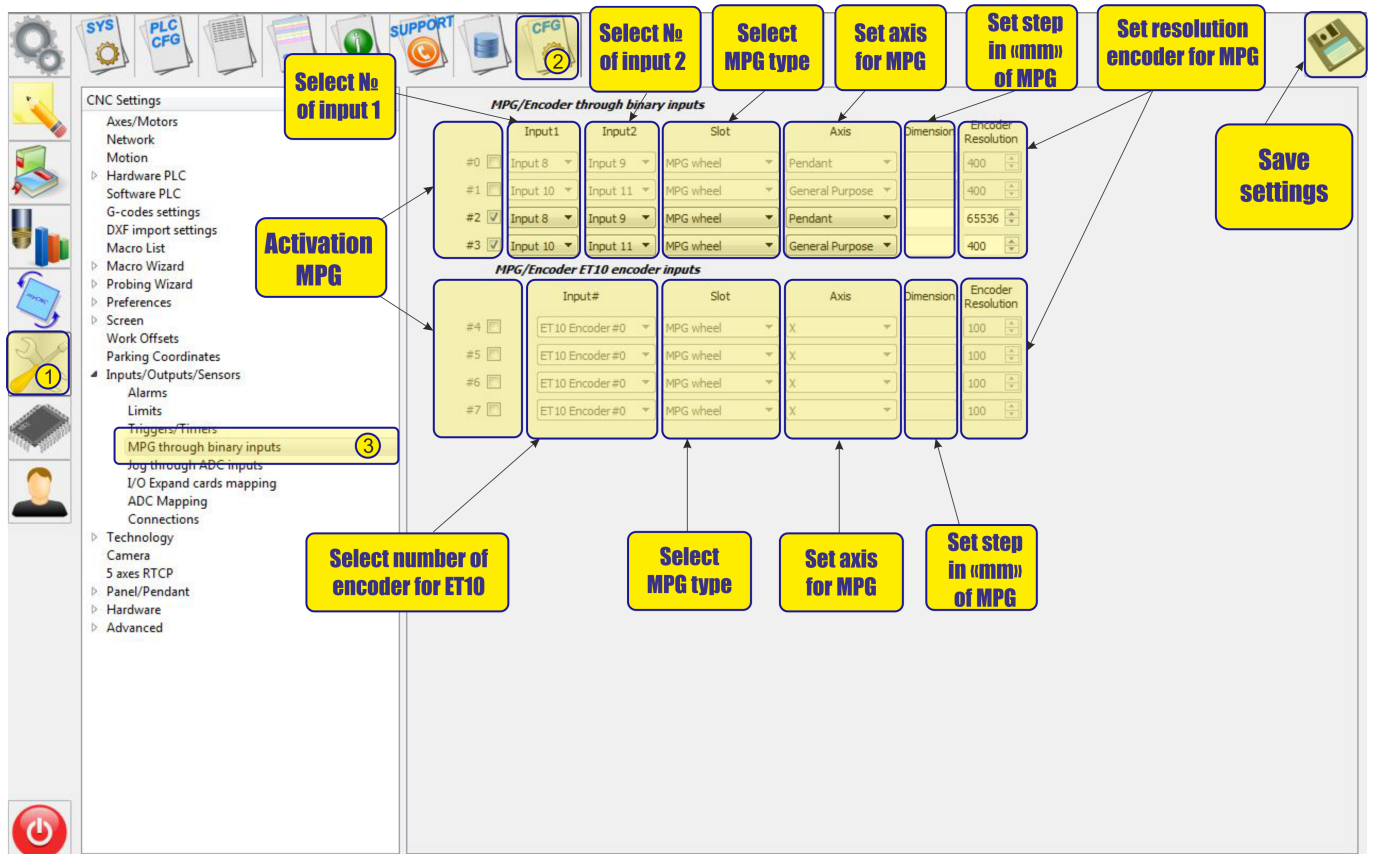 SYS
PLC
CFG
SUPPORT
CFG
2
Select №
of input 1
Select №
of input 2
Select
MPG type
Set axis
for MPG
Set step
in «mm»
of MPG
Set resolution
encoder for MPG
Save
settings
CNC Settings
Axes/Motors
Network
Motion
Hardware PLC
Software PLC
G-codes settings
DXF import settings
Macro List
Macro Wizard
Probing Wizard
Preferences
Screen
Work Offsets
Parking Coordinates
Inputs/Outputs/Sensors
Alarms
Limits
Triggers/Timers
MPG through binary inputs
3
Jog through ADC inputs
I/O Expand cards mapping
ADC Mapping
Connections
Technology
Camera
5 axes RTCP
Panel/Pendant
Hardware
Advanced
myCNC
1
Activation
MPG
MPG/Encoder through binary inputs
Input1 Input2 Slot Axis Dimension Encoder
Resolution
#0 Input 8 Input 9 MPG wheel Pendant 400
#1 Input 10 Input 11 MPG wheel General Purpose 400
#2 Input 8 Input 9 MPG wheel Pendant 65536
#3 Input 10 Input 11 MPG wheel General Purpose 400
MPG/Encoder ET10 encoder inputs
Input# Slot Axis Dimension Encoder
Resolution
#4 ET10 Encoder #0 MPG wheel X 100
#5 ET10 Encoder #0 MPG wheel X 100
#6 ET10 Encoder #0 MPG wheel X 100
#7 ET10 Encoder #0 MPG wheel X 100
Select number of
encoder for ET10
Select
MPG type
Set axis
for MPG
Set step
in «mm»
of MPG